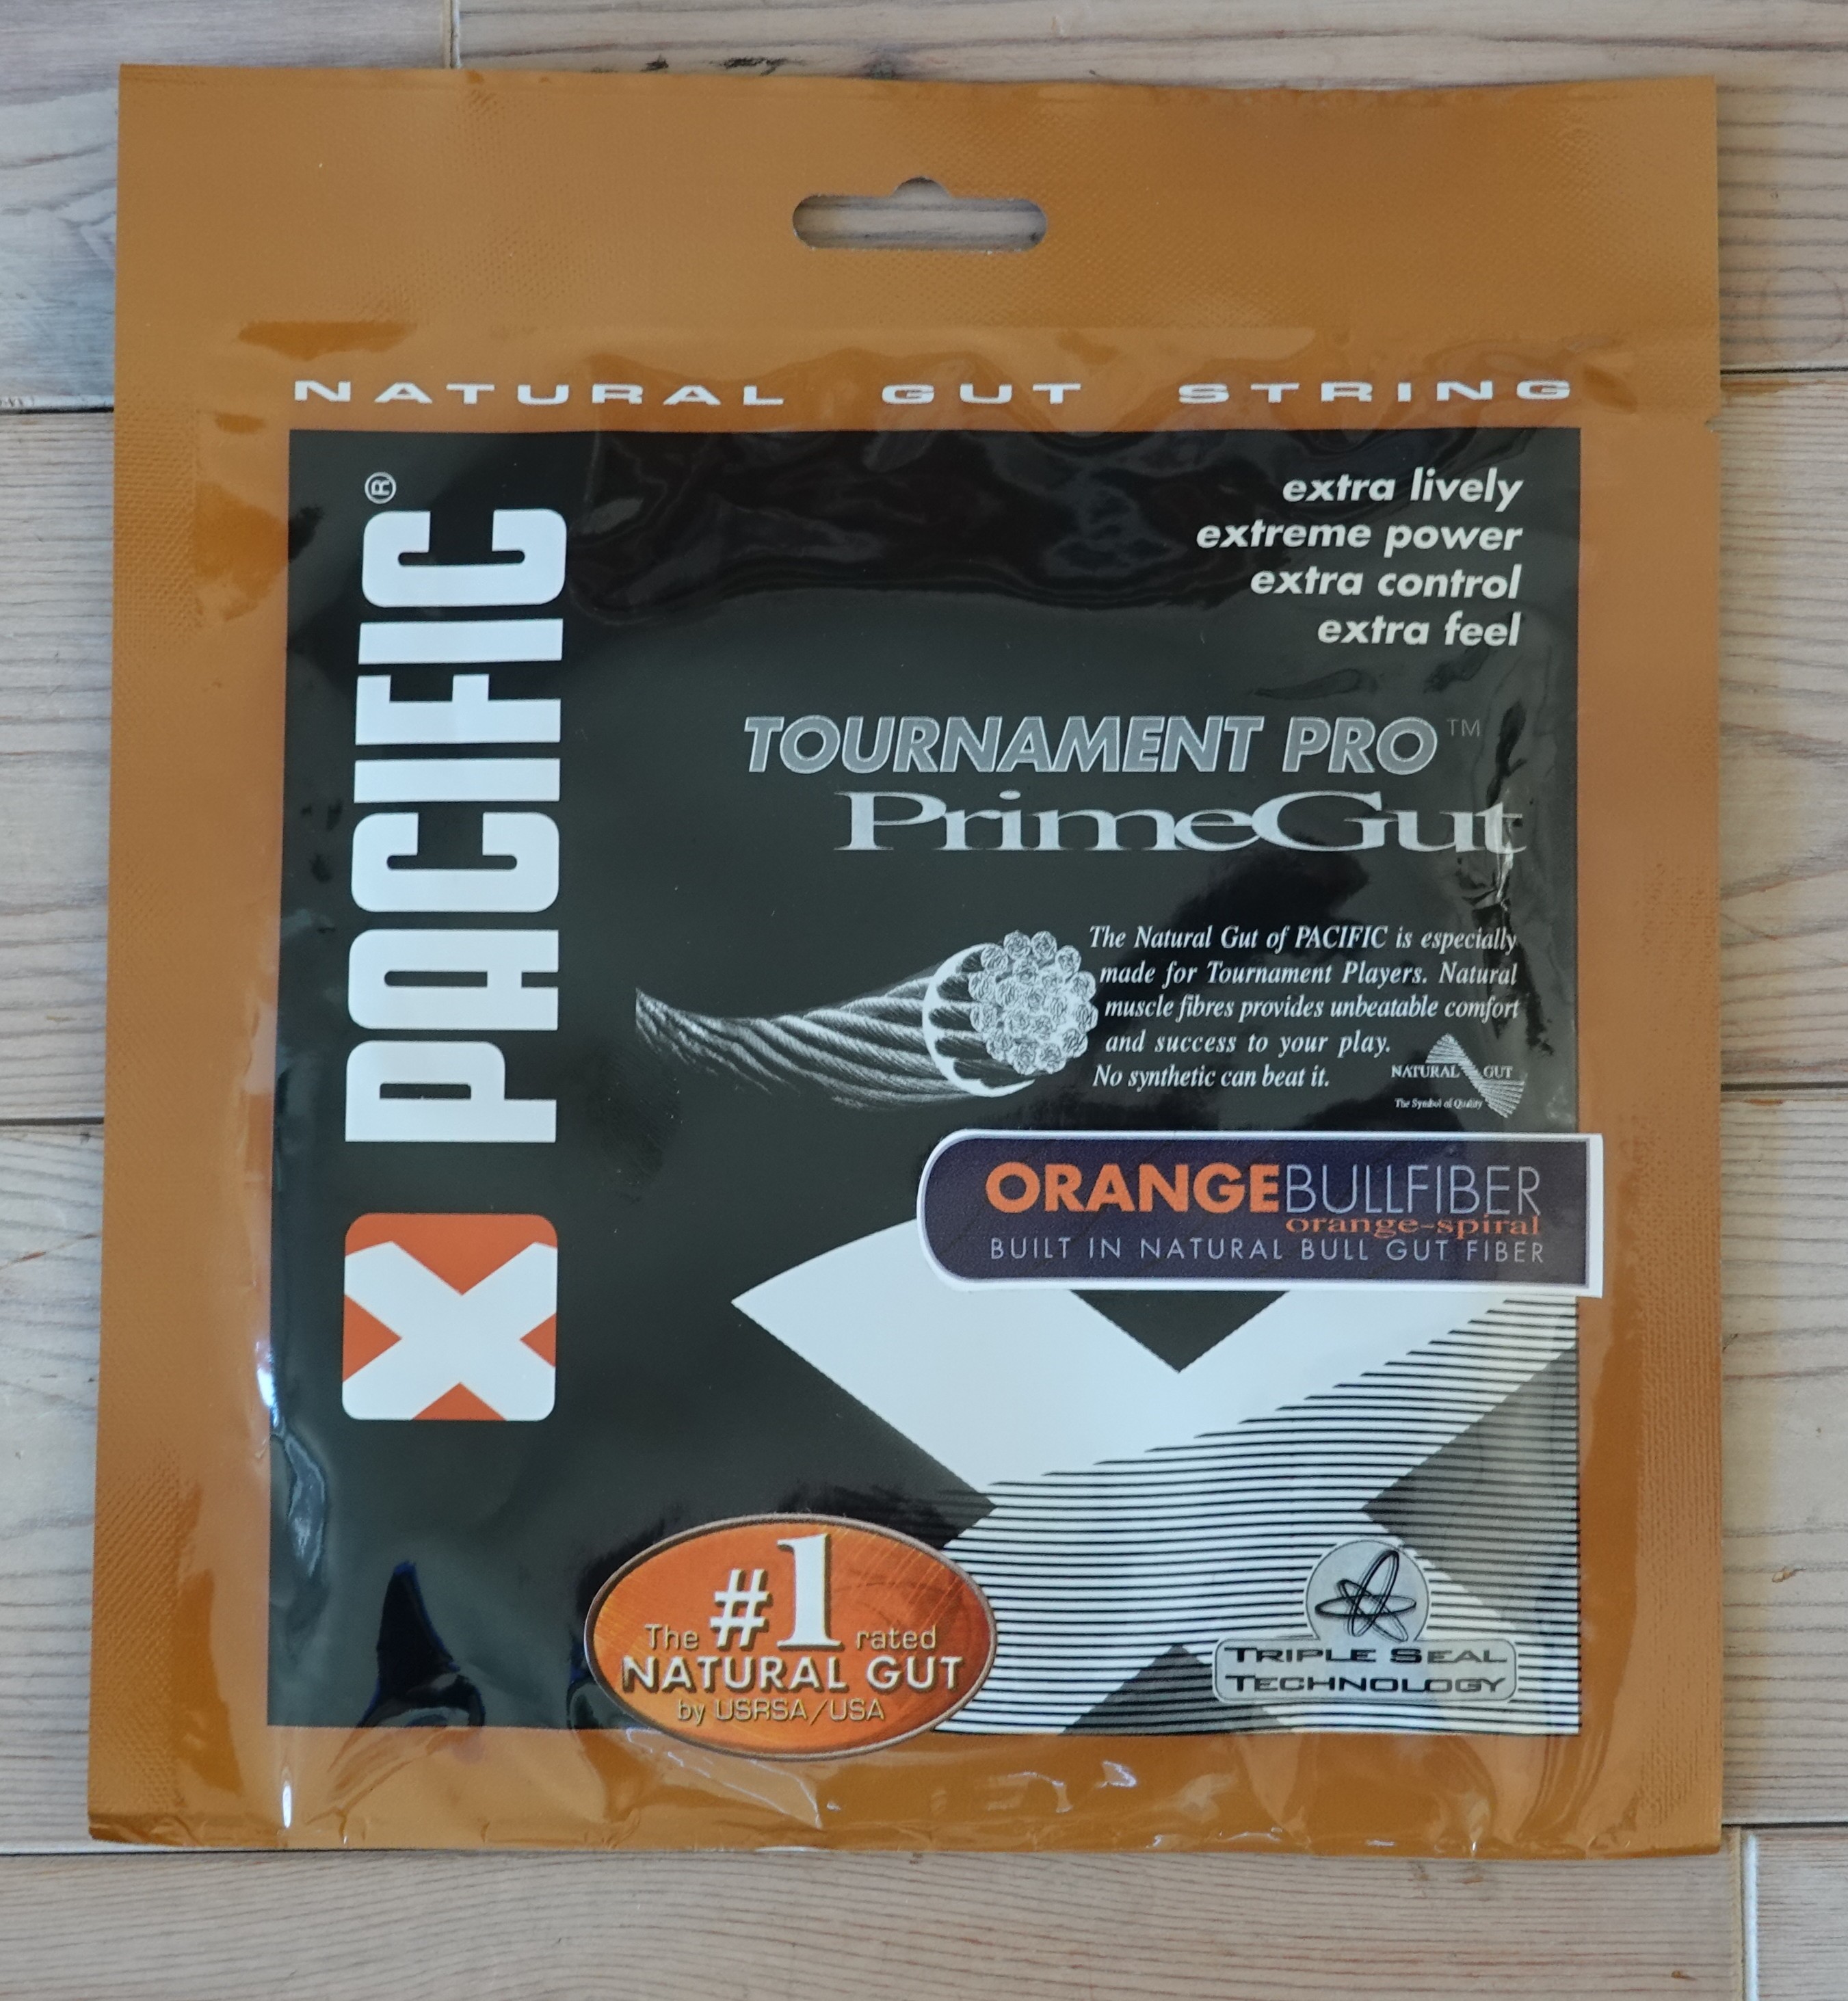 NATURAL GUT STRING
PACIFIC®
extra lively
extreme power
extra control
extra feel
TOURNAMENT PRO™
PrimeGut
The Natural Gut of PACIFIC is especially
made for Tournament Players. Natural
muscle fibres provides unbeatable comfort
and success to your play.
No synthetic can beat it.
NATURAL GUT
The Symbol of Quality
ORANGEBULLFIBER
orange-spiral
BUILT IN NATURAL BULL GUT FIBER
The #1 rated
NATURAL GUT
by USRSA/USA
TRIPLE SEAL
TECHNOLOGY